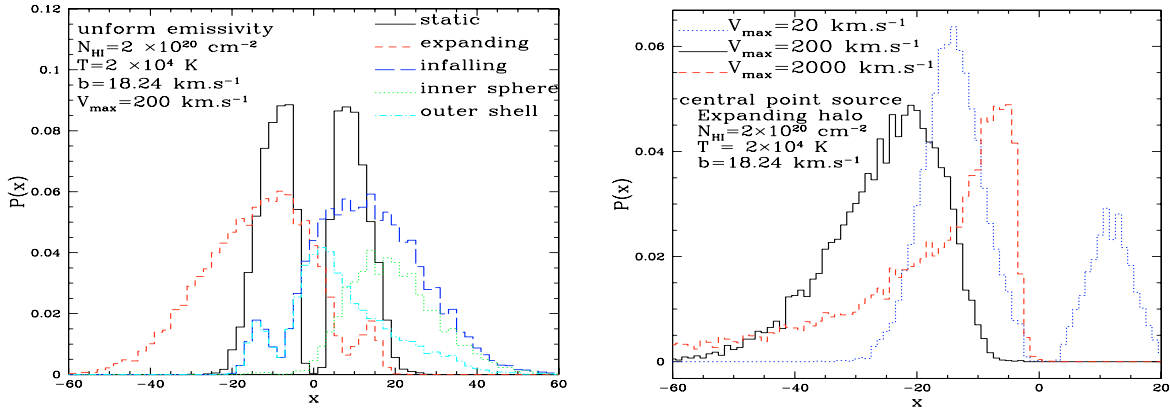 0.12
0.1
0.08
0.06
0.04
0.02
0
P(x)
unform emissivity
N_HI=2 ×10^20 cm^-2
T=2 ×10^4 K
b=18.24 km.s^-1
V_max=200 km.s^-1
static
expanding
infalling
inner sphere
outer shell
-60 -40 -20 0 20 40 60
x
0.06
0.04
0.02
0
P(x)
V_max=20 km.s^-1
V_max=200 km.s^-1
V_max=2000 km.s^-1
central point source
Expanding halo
N_HI=2×10^20 cm^-2
T = 2×10^4 K
b=18.24 km.s^-1
-60 -40 -20 0 20
x